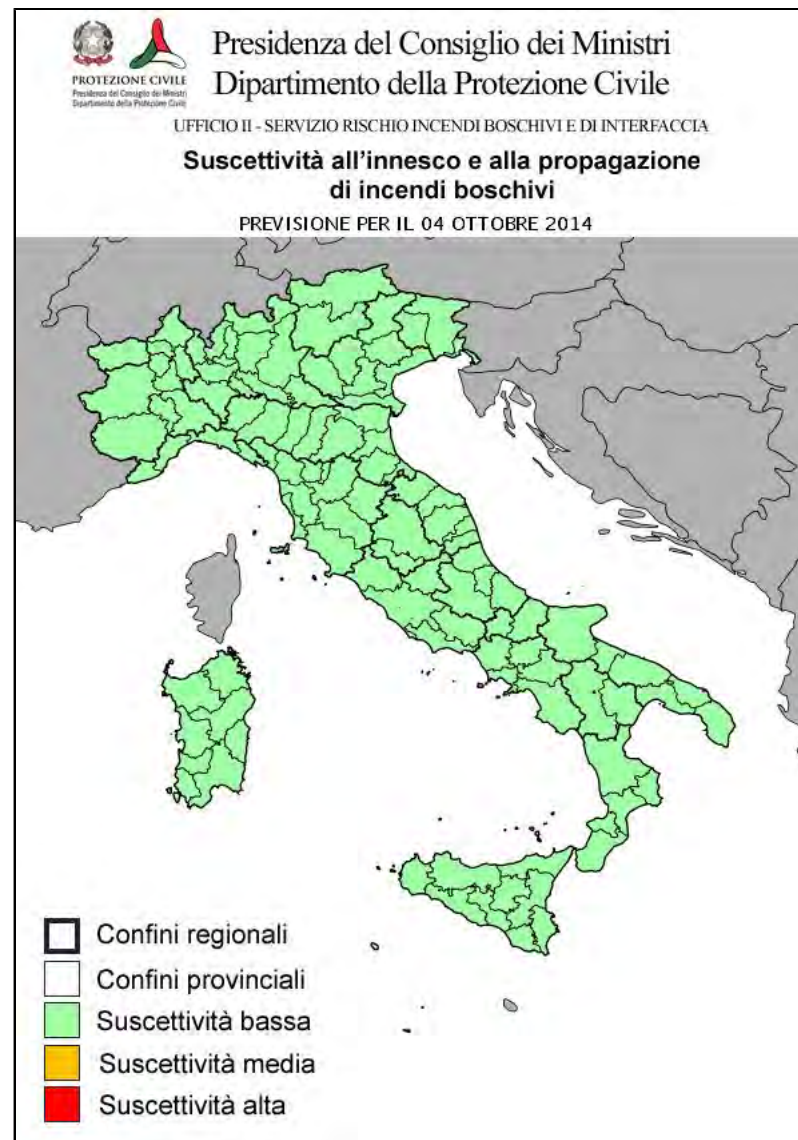 PROTEZIONE CIVILE
Presidenza del Consiglio dei Ministri
Dipartimento della Protezione Civile
Presidenza del Consiglio dei Ministri
Dipartimento della Protezione Civile
UFFICIO II - SERVIZIO RISCHIO INCENDI BOSCHIVI E DI INTERFACCIA
Suscettività all'innesco e alla propagazione
di incendi boschivi
PREVISIONE PER IL 04 OTTOBRE 2014
Confini regionali
Confini provinciali
Suscettività bassa
Suscettività media
Suscettività alta